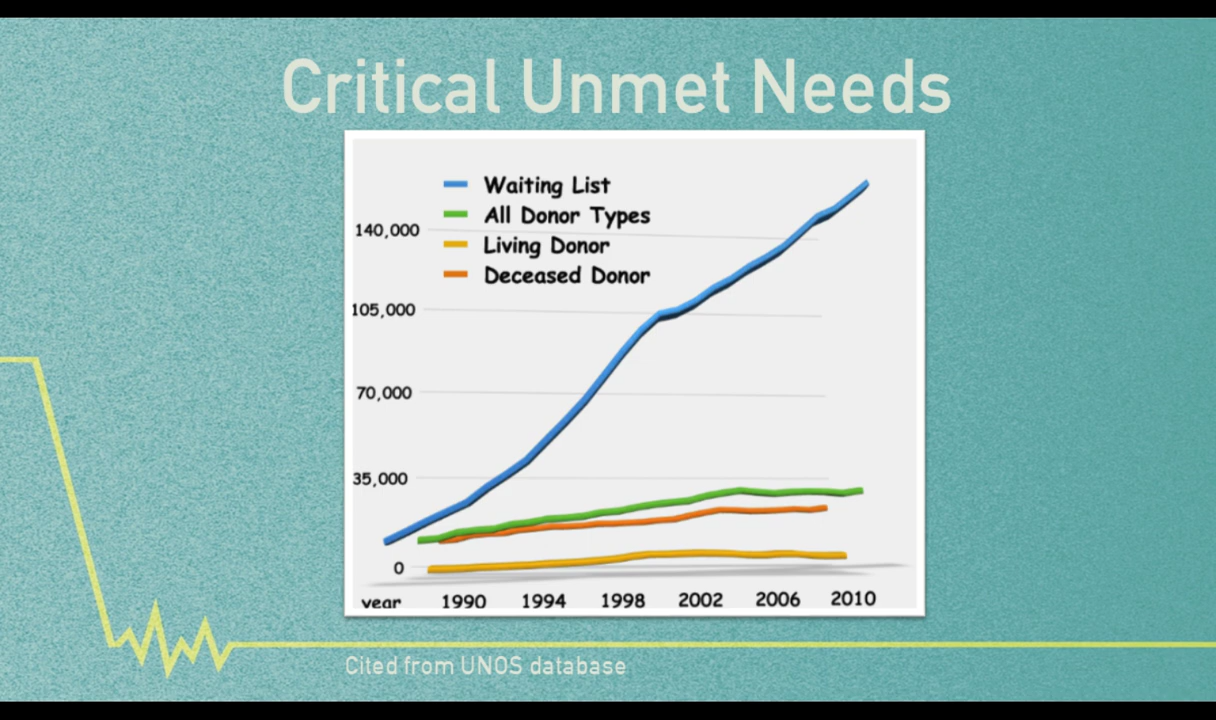 Critical Unmet Needs
Waiting List
All Donor Types
Living Donor
Deceased Donor
140,000
105,000
70,000
35,000
0
year 1990 1994 1998 2002 2006 2010
Cited from UNOS database